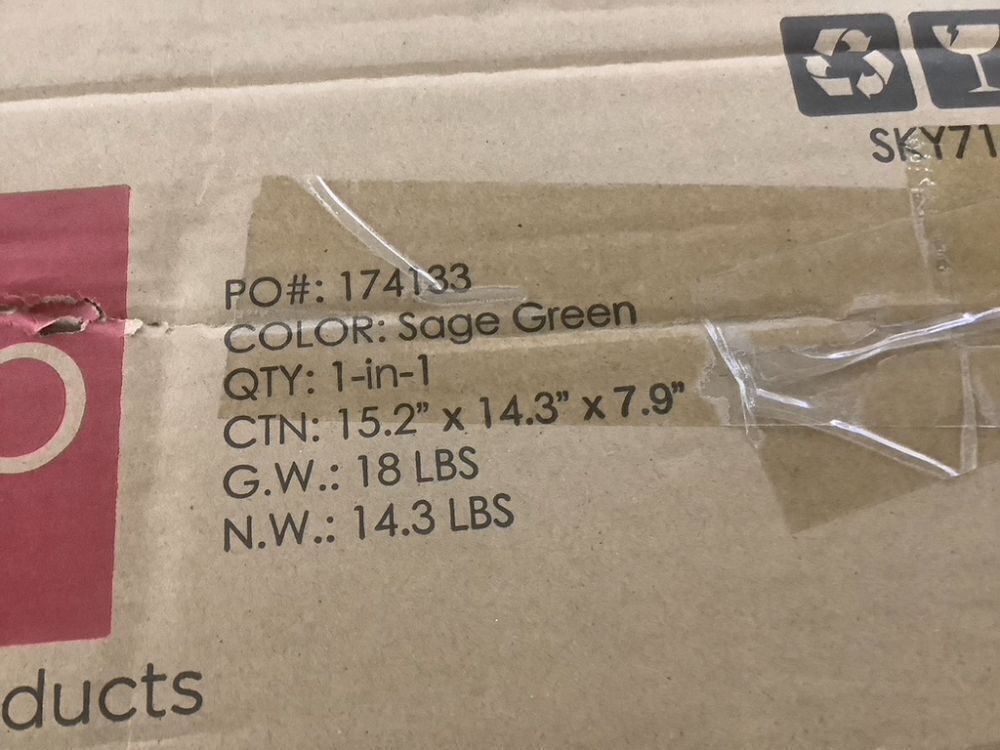 SKY71
PO#: 174133
COLOR: Sage Green
QTY: 1-in-1
CTN: 15.2” x 14.3” x 7.9”
G.W.: 18 LBS
N.W.: 14.3 LBS
ducts